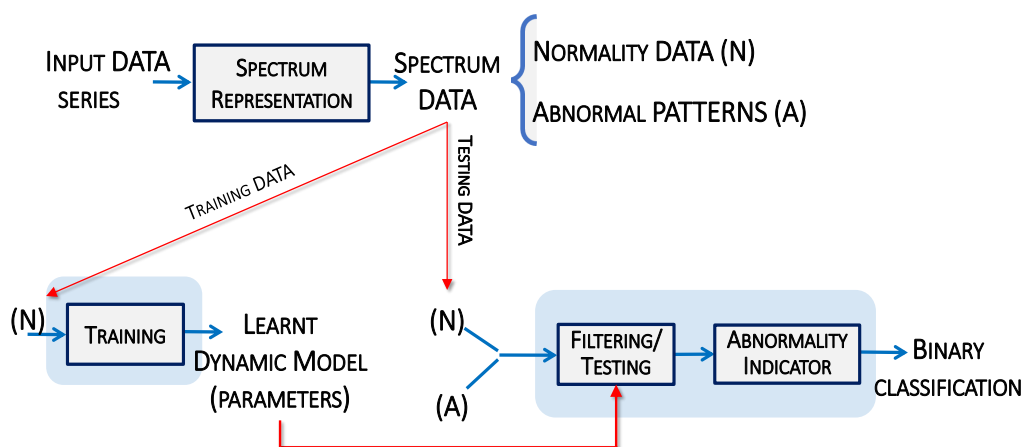 INPUT DATA
SERIES
SPECTRUM
REPRESENTATION
SPECTRUM
DATA
NORMALITY DATA (N)
ABNORMAL PATTERNS (A)
TRAINING DATA
TESTING DATA
(N)
TRAINING
LEARNT
DYNAMIC MODEL
(PARAMETERS)
(N)
(A)
FILTERING/
TESTING
ABNORMALITY
INDICATOR
BINARY
CLASSIFICATION